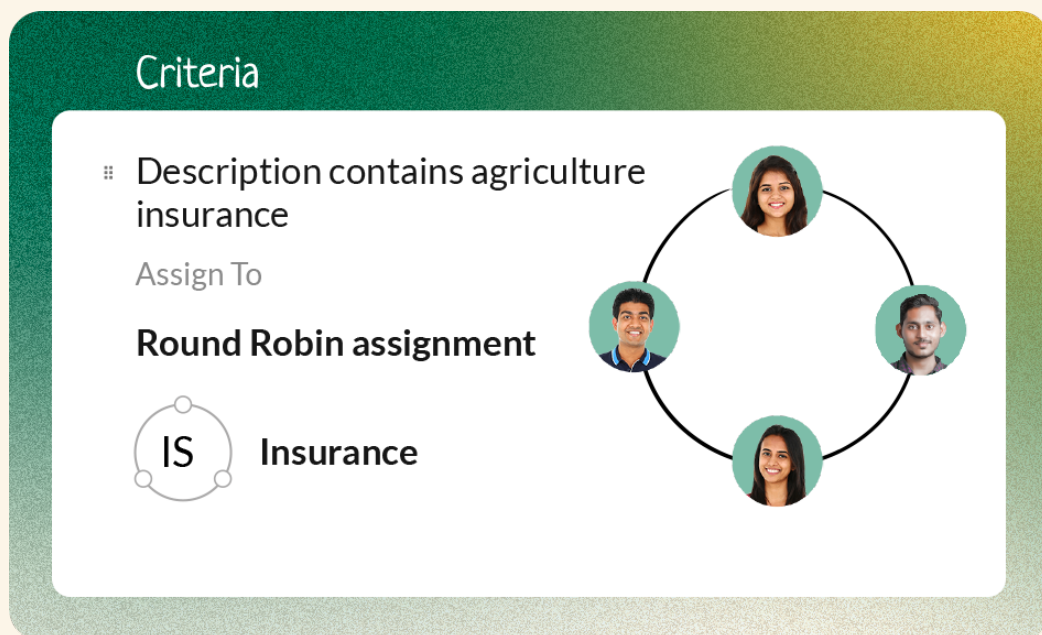 Criteria
Description contains agriculture
insurance
Assign To
Round Robin assignment
IS
Insurance